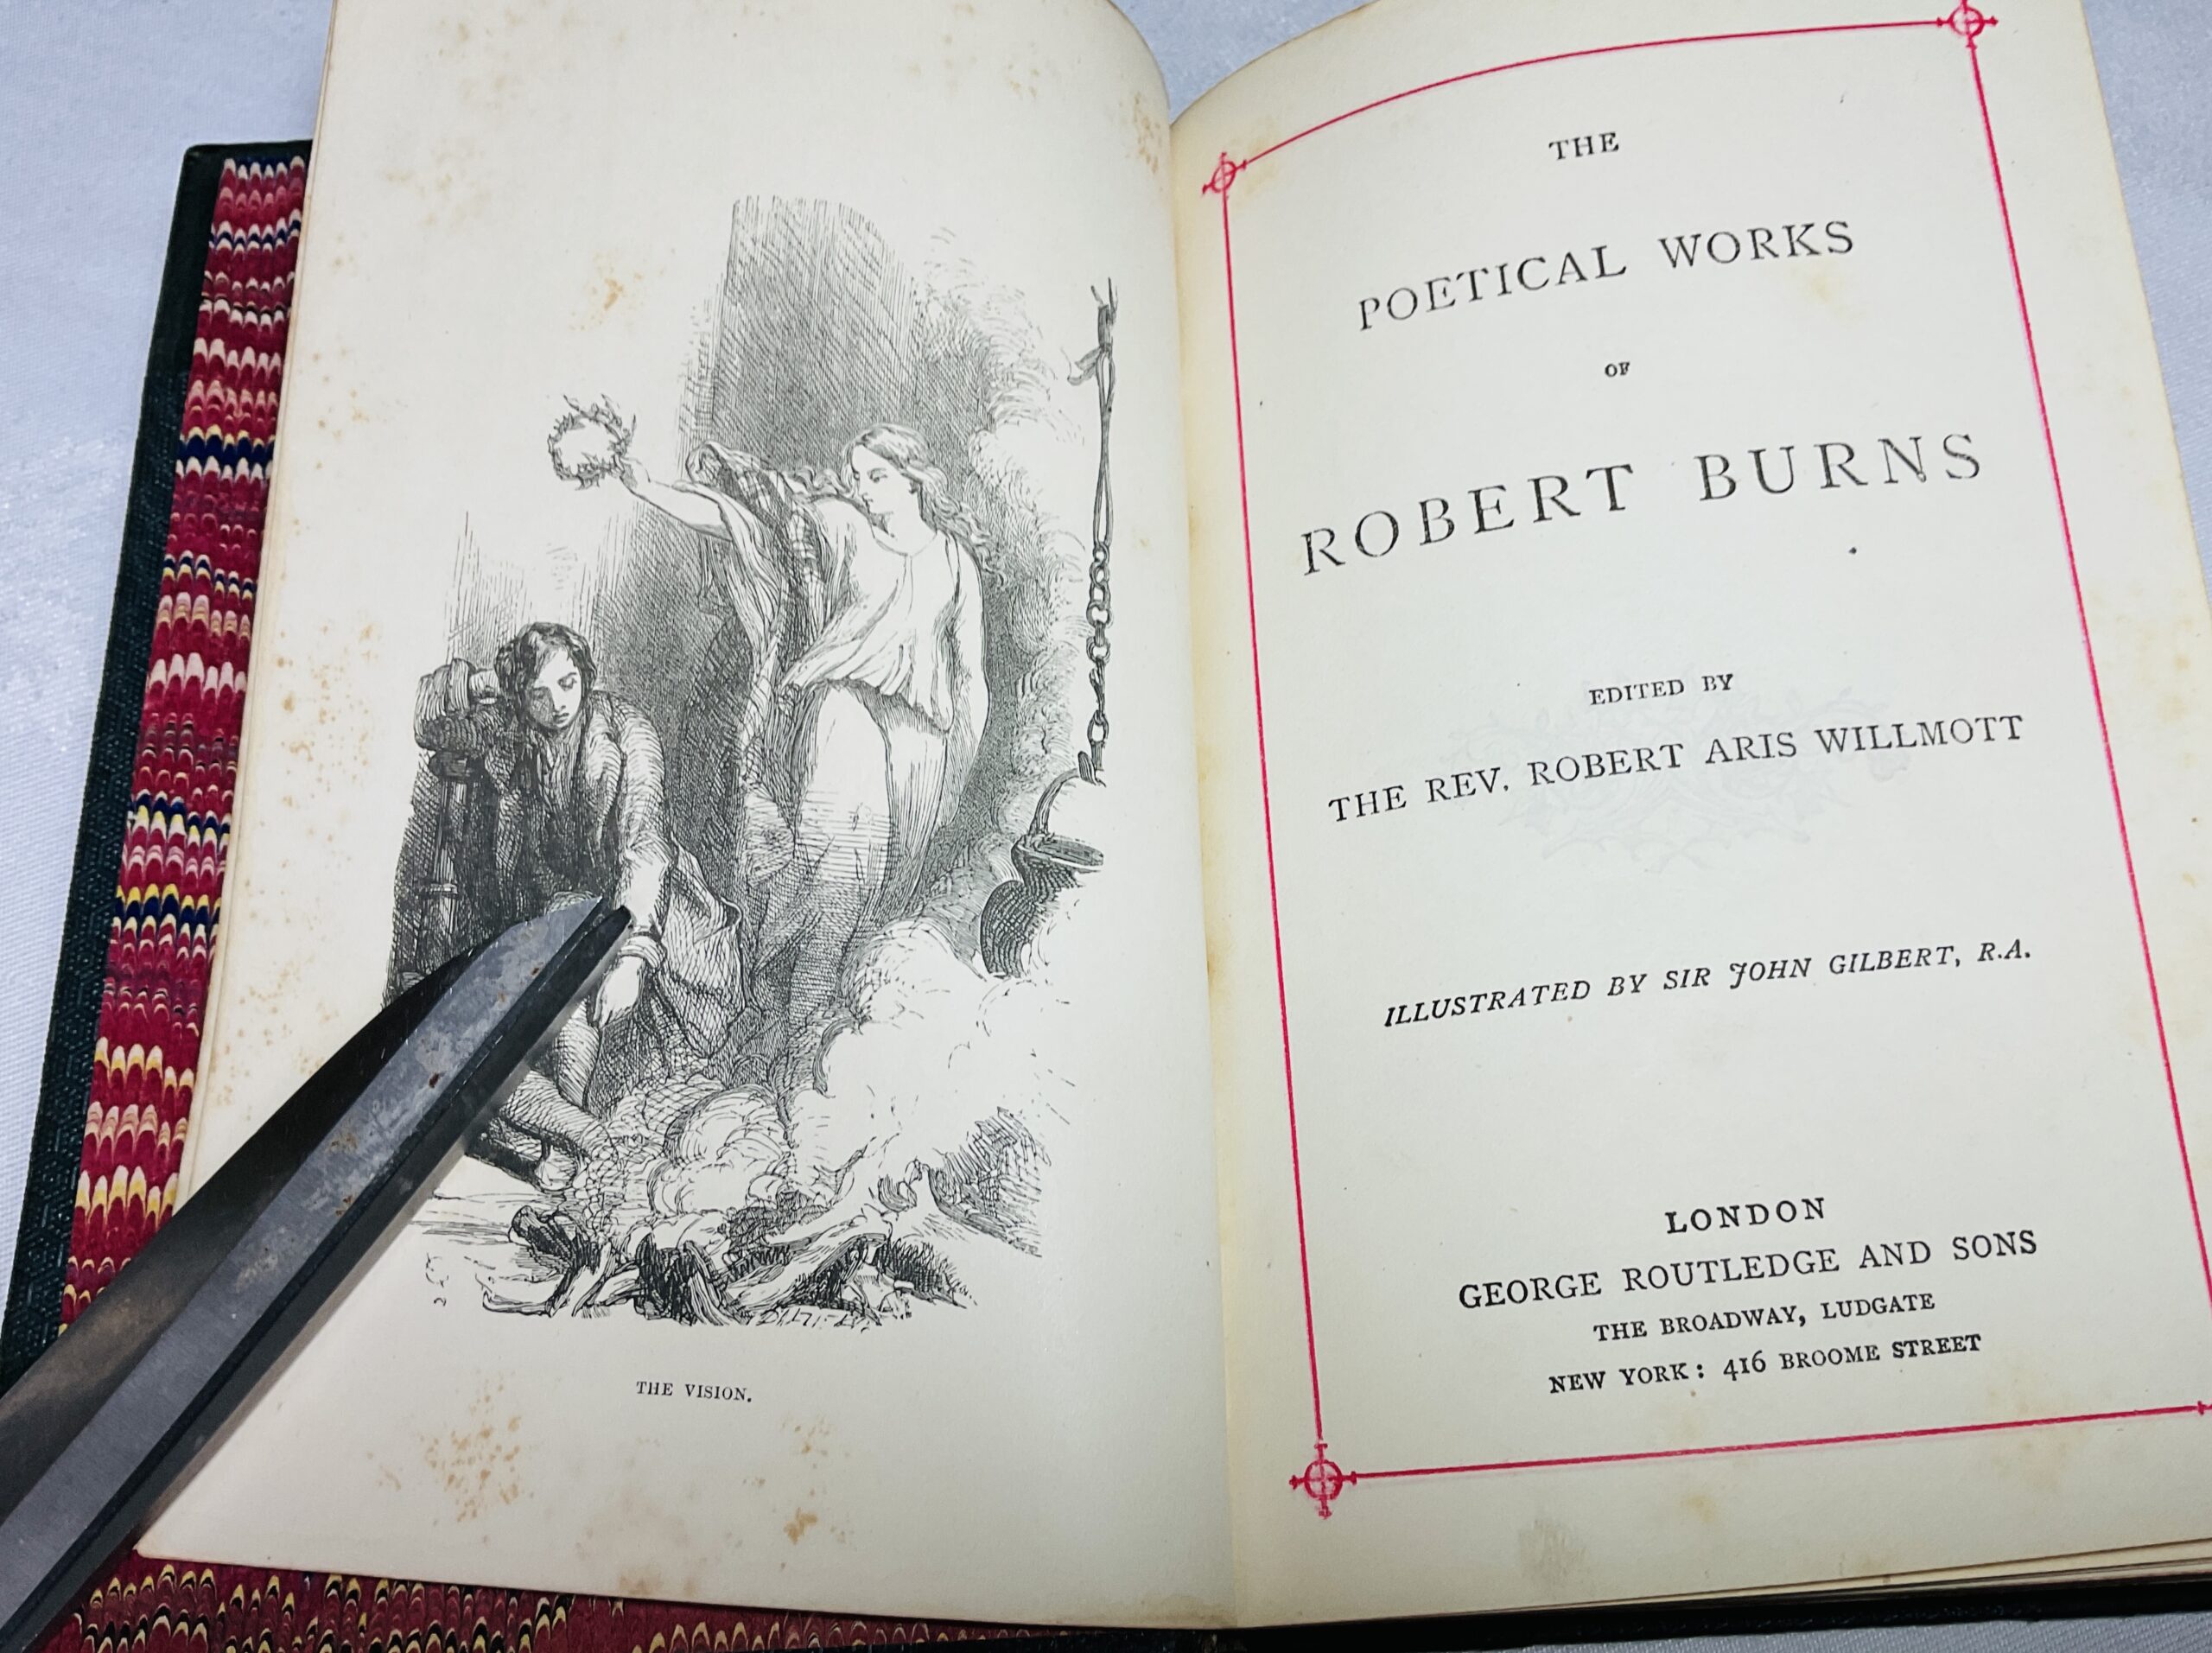 THE VISION.
THE
POETICAL WORKS
OF
ROBERT BURNS
EDITED BY
THE REV. ROBERT ARIS WILLMOTT
ILLUSTRATED BY SIR JOHN GILBERT, R.A.
LONDON
GEORGE ROUTLEDGE AND SONS
THE BROADWAY, LUDGATE
NEW YORK: 416 BROOME STREET